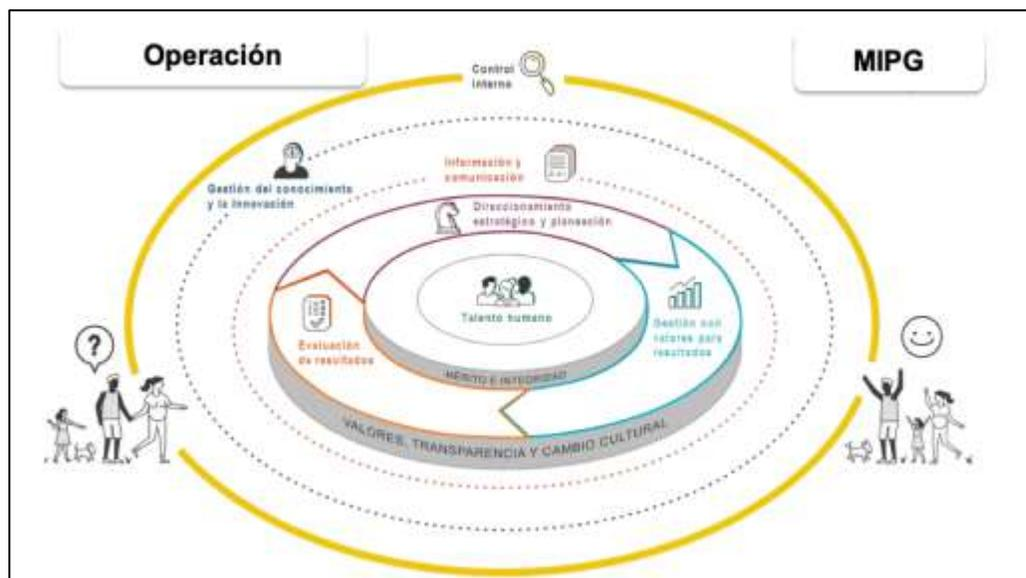 Operación
MIPG
Control
interno
Información y
comunicación
Gestión del conocimiento
y la innovación
Direccionamiento
estratégico y planeación
Talento humano
Gestión con
valores para
resultados
Evaluación
de resultados
MÉRITO E INTEGRIDAD
VALORES, TRANSPARENCIA Y CAMBIO CULTURAL
?